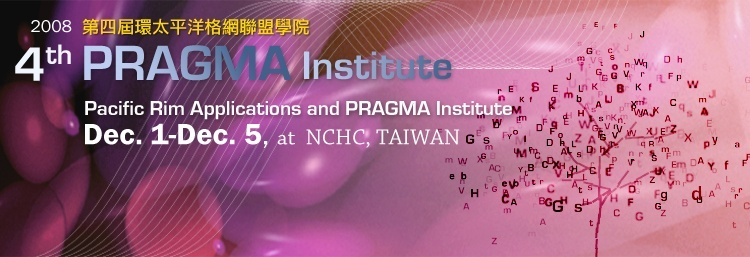 2008 第四屆環太平洋格網聯盟學院
4th PRAGMA Institute
Pacific Rim Applications and PRAGMA Institute
Dec. 1-Dec. 5, at NCHC, TAIWAN